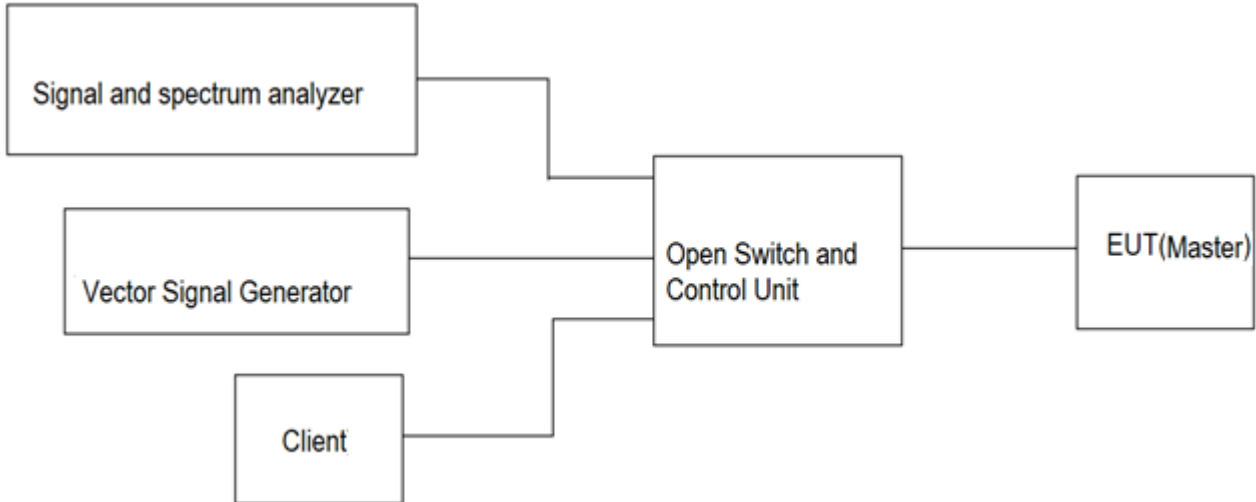 Signal and spectrum analyzer
Vector Signal Generator
Client
Open Switch and
Control Unit
EUT(Master)